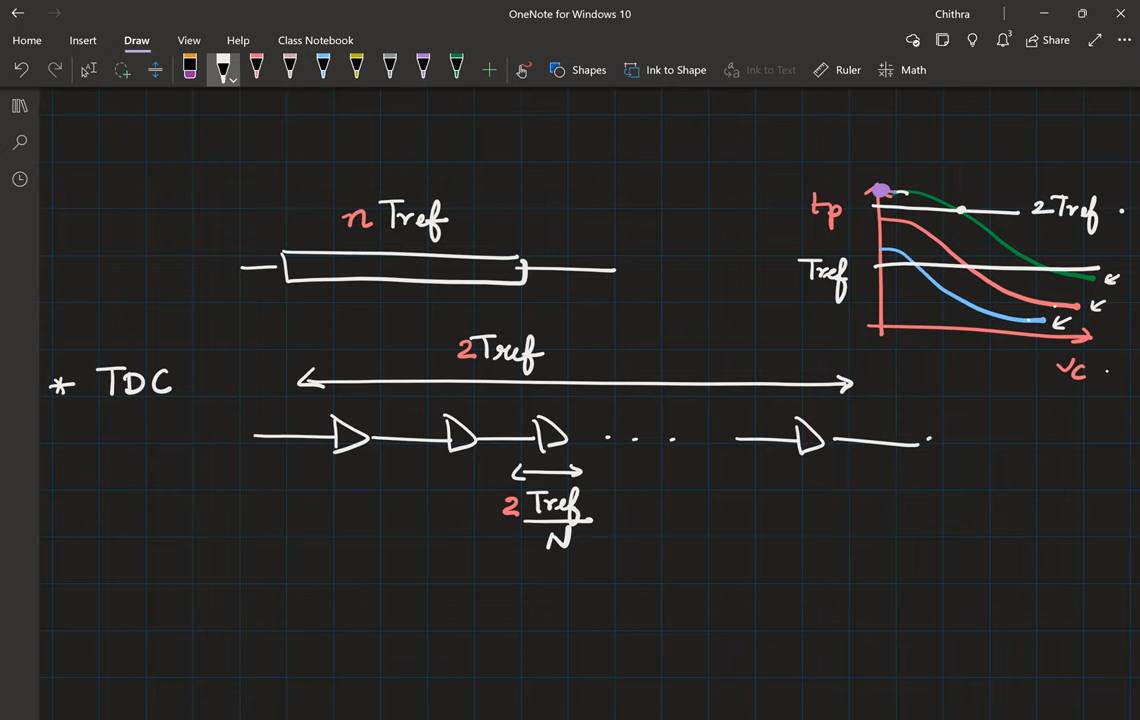 OneNote for Windows 10
Chithra
Home Insert Draw View Help Class Notebook
Share
Shapes Ink to Shape Ink to Text Ruler Math
n Tref
tp
2Tref
Tref
vc
2Tref
* TDC
2 Tref
N